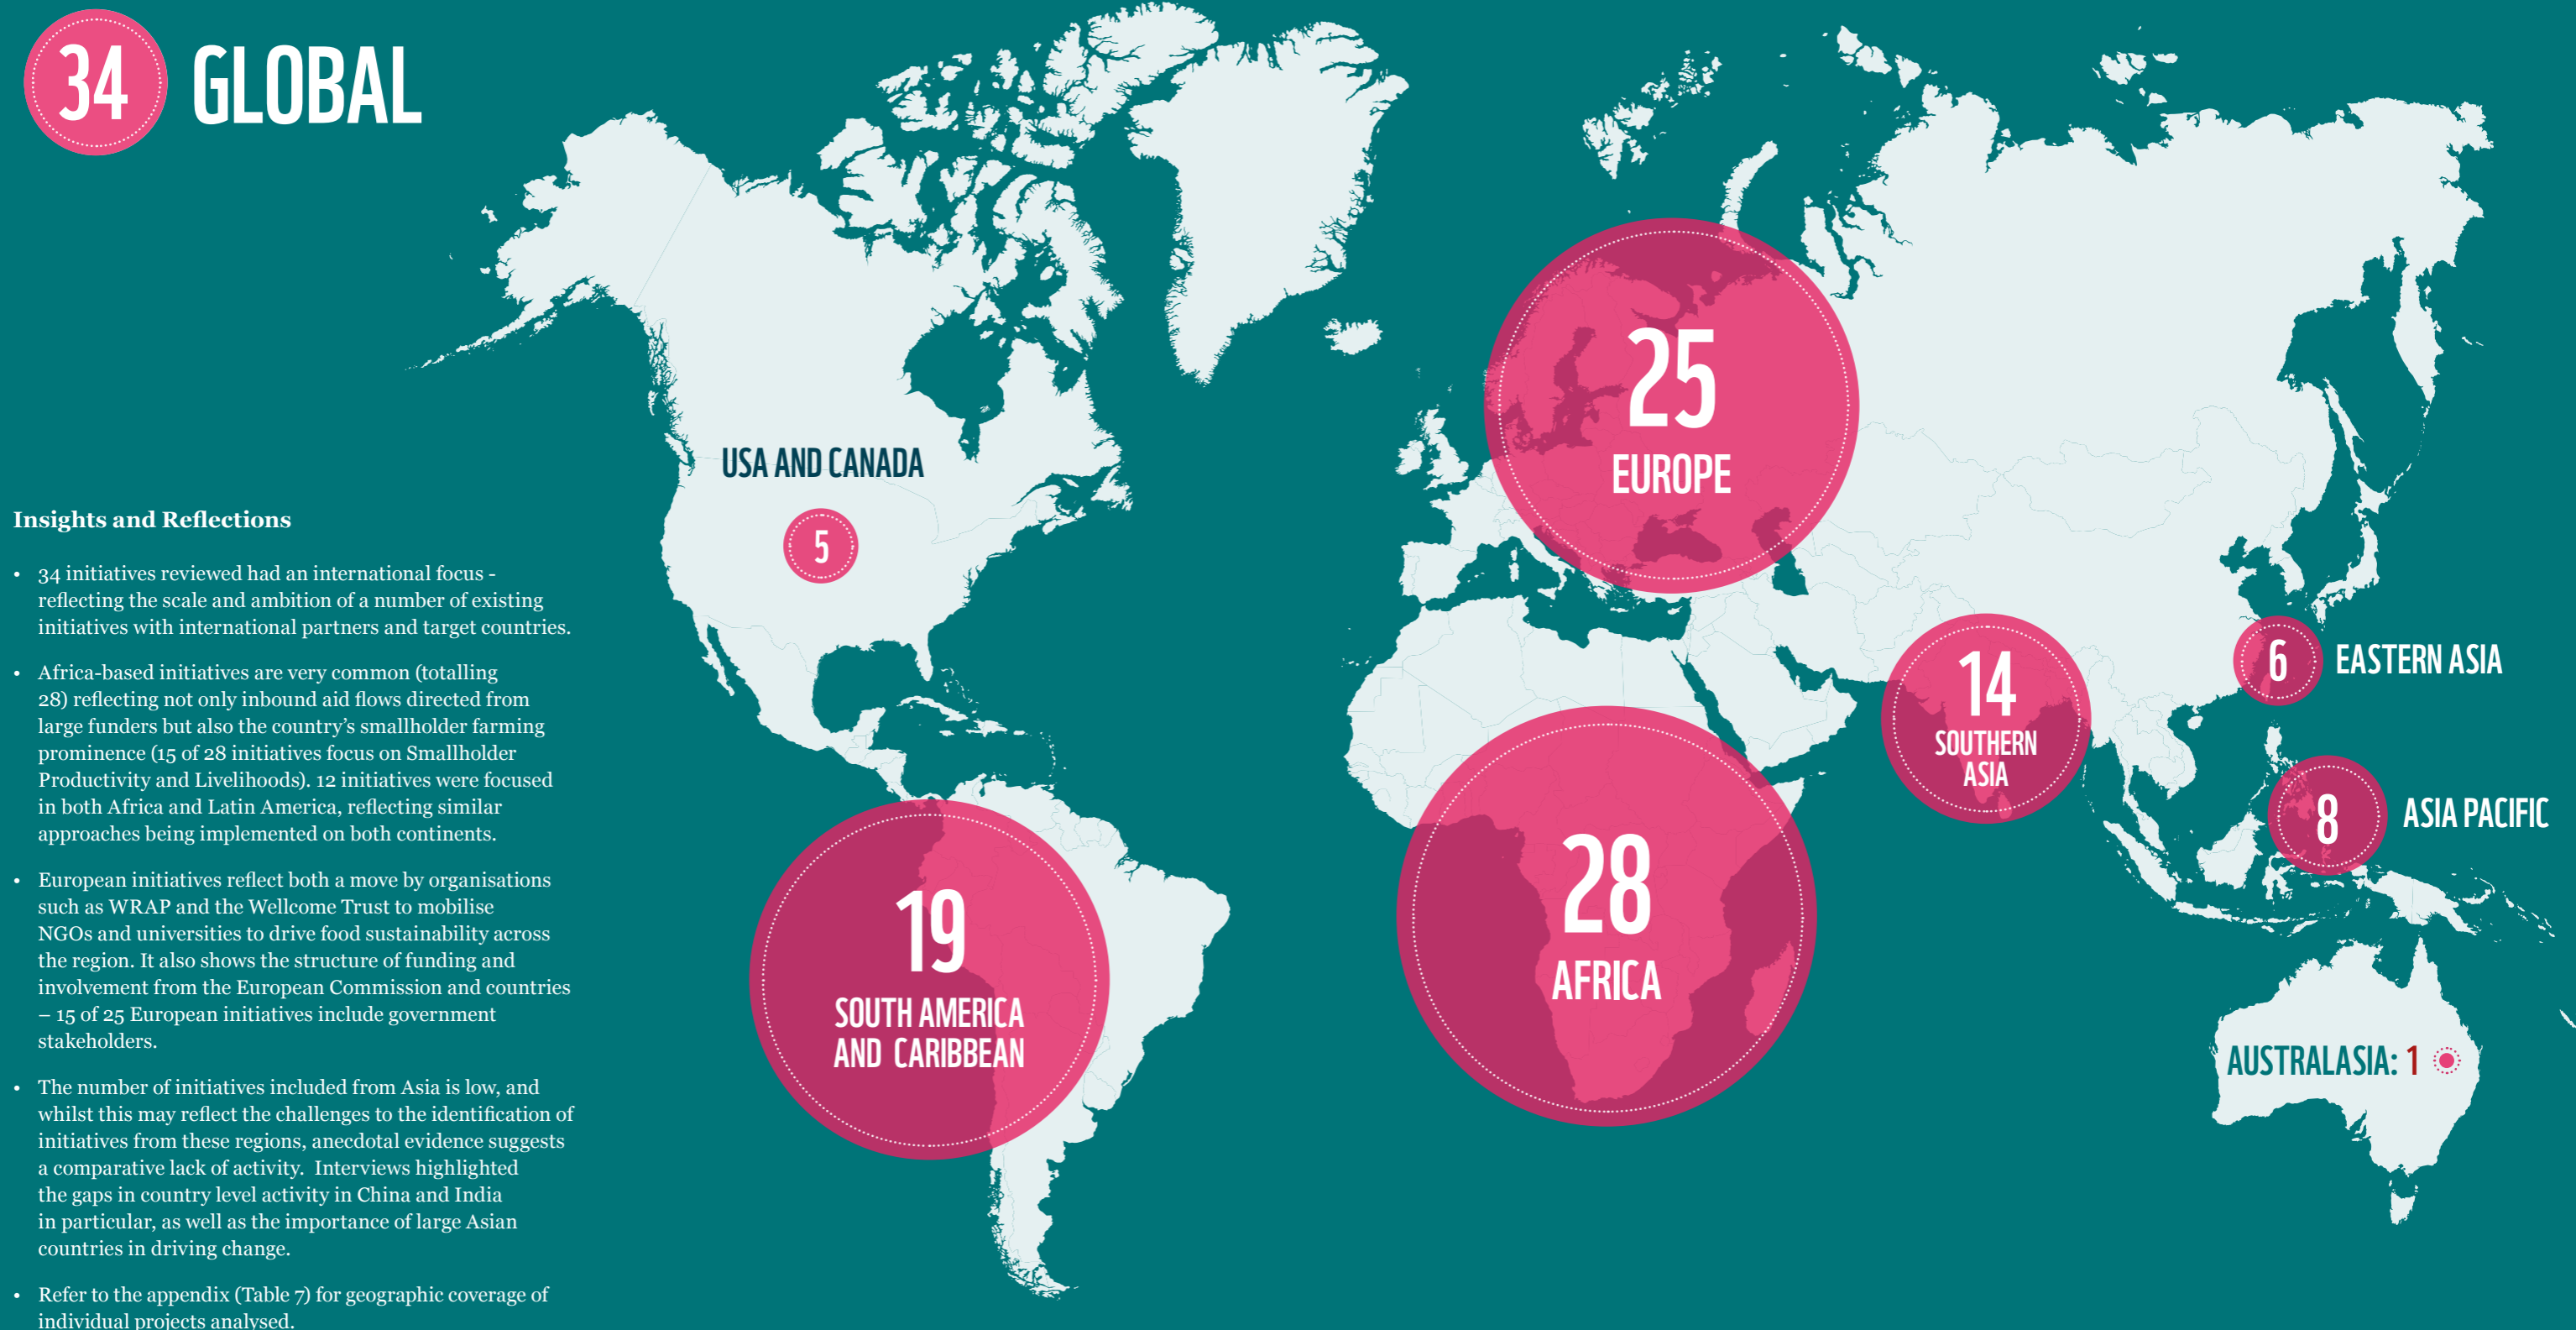 34 GLOBAL
USA AND CANADA
5
25
EUROPE
14
SOUTHERN
ASIA
6 EASTERN ASIA
8 ASIA PACIFIC
28
AFRICA
19
SOUTH AMERICA
AND CARIBBEAN
AUSTRALASIA: 1
Insights and Reflections
• 34 initiatives reviewed had an international focus -
reflecting the scale and ambition of a number of existing
initiatives with international partners and target countries.
• Africa-based initiatives are very common (totalling
28) reflecting not only inbound aid flows directed from
large funders but also the country's smallholder farming
prominence (15 of 28 initiatives focus on Smallholder
Productivity and Livelihoods). 12 initiatives were focused
in both Africa and Latin America, reflecting similar
approaches being implemented on both continents.
• European initiatives reflect both a move by organisations
such as WRAP and the Wellcome Trust to mobilise
NGOs and universities to drive food sustainability across
the region. It also shows the structure of funding and
involvement from the European Commission and countries
– 15 of 25 European initiatives include government
stakeholders.
• The number of initiatives included from Asia is low, and
whilst this may reflect the challenges to the identification of
initiatives from these regions, anecdotal evidence suggests
a comparative lack of activity. Interviews highlighted
the gaps in country level activity in China and India
in particular, as well as the importance of large Asian
countries in driving change.
• Refer to the appendix (Table 7) for geographic coverage of
individual projects analysed.